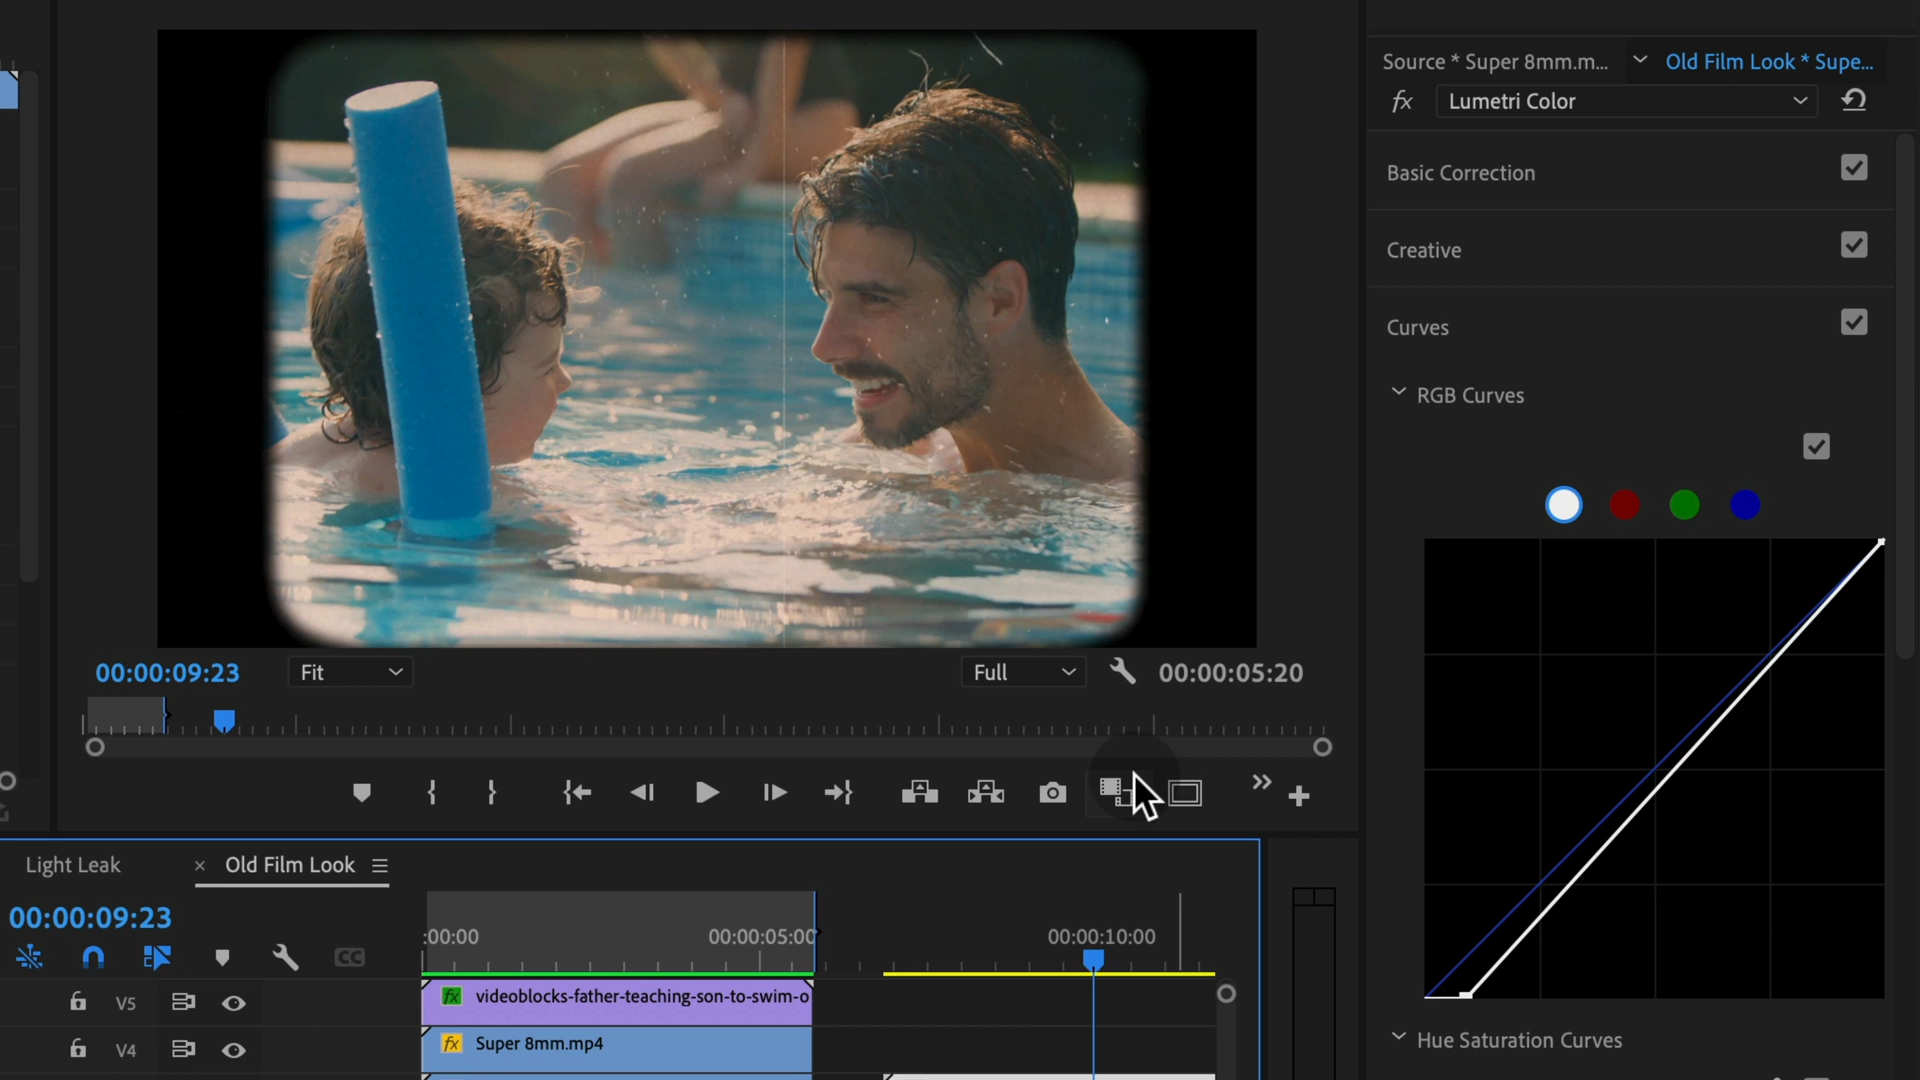 Source * Super 8mm.m...
Old Film Look * Supe...
fx
Lumetri Color
Basic Correction
Creative
Curves
RGB Curves
00:00:09:23
Fit
Full
00:00:05:20
Light Leak
× Old Film Look
00:00:09:23
:00:00
00:00:05:00
00:00:10:00
CC
V5
fx videoblocks-father-teaching-son-to-swim-o
V4
fx Super 8mm.mp4
Hue Saturation Curves